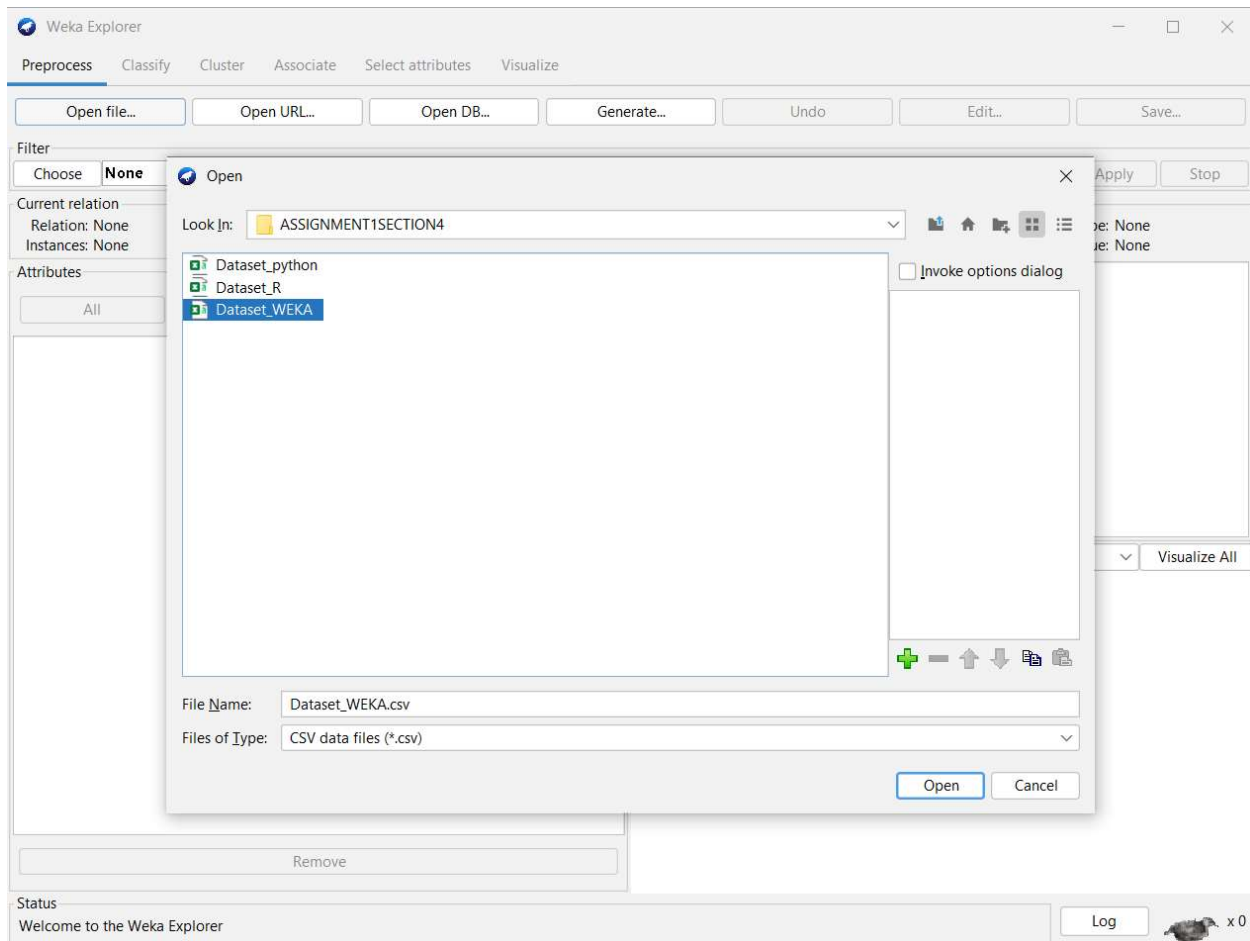 Weka Explorer
Preprocess Classify Cluster Associate Select attributes Visualize
Open file... Open URL... Open DB... Generate... Undo Edit... Save...
Filter
Choose None Apply Stop
Open
Current relation
Relation: None
Instances: None
pe: None
ue: None
Look In: ASSIGNMENT1SECTION4
Attributes
All
Dataset_python
Dataset_R
Dataset_WEKA
Invoke options dialog
Visualize All
File Name: Dataset_WEKA.csv
Files of Type: CSV data files (*.csv)
Open Cancel
Remove
Status
Welcome to the Weka Explorer
Log x 0